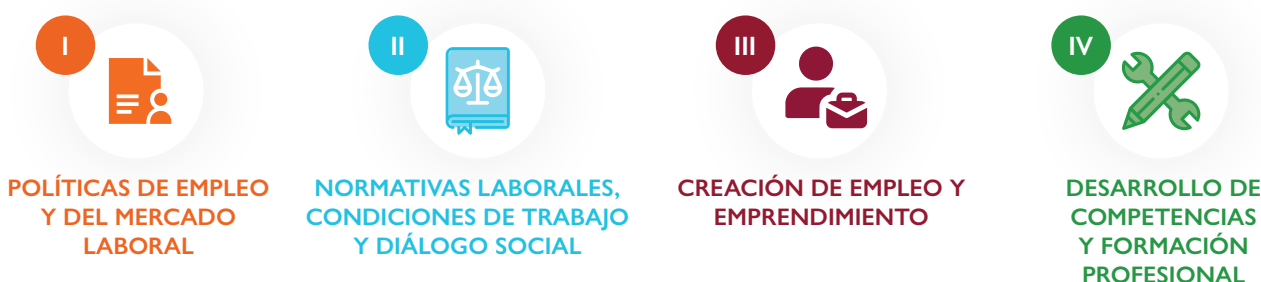 I
POLÍTICAS DE EMPLEO
Y DEL MERCADO
LABORAL
II
NORMATIVAS LABORALES,
CONDICIONES DE TRABAJO
Y DIÁLOGO SOCIAL
III
CREACIÓN DE EMPLEO Y
EMPRENDIMIENTO
IV
DESARROLLO DE
COMPETENCIAS
Y FORMACIÓN
PROFESIONAL